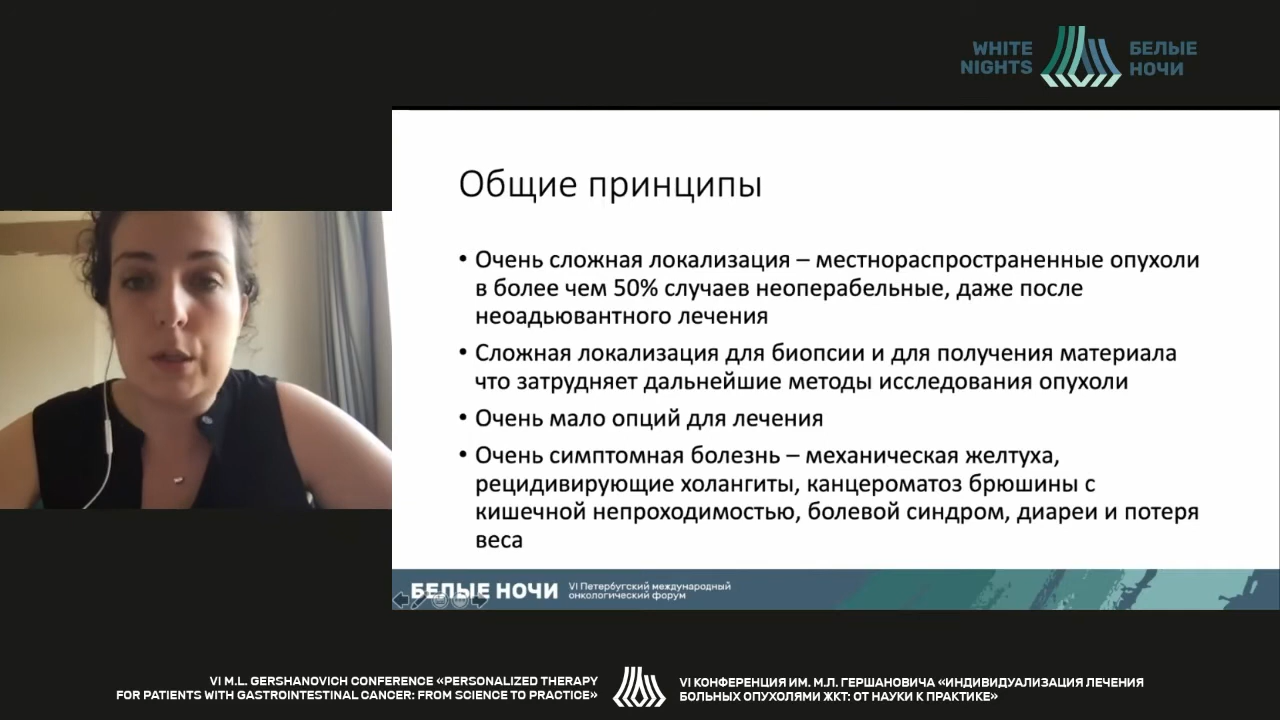 WHITE
NIGHTS
БЕЛЫЕ
НОЧИ
Общие принципы
• Очень сложная локализация – местнораспространенные опухоли
в более чем 50% случаев неоперабельные, даже после
неоадьювантного лечения
• Сложная локализация для биопсии и для получения материала
что затрудняет дальнейшие методы исследования опухоли
• Очень мало опций для лечения
• Очень симптомная болезнь – механическая желтуха,
рецидивирующие холангиты, канцероматоз брюшины с
кишечной непроходимостью, болевой синдром, диареи и потеря
веса
БЕЛЫЕ НОЧИ
VI Петербургский международный
онкологический форум
VI M.L. GERSHANOVICH CONFERENCE «PERSONALIZED THERAPY
FOR PATIENTS WITH GASTROINTESTINAL CANCER: FROM SCIENCE TO PRACTICE»
VI КОНФЕРЕНЦИЯ ИМ. М.Л. ГЕРШАНОВИЧА «ИНДИВИДУАЛИЗАЦИЯ ЛЕЧЕНИЯ
БОЛЬНЫХ ОПУХОЛЯМИ ЖКТ: ОТ НАУКИ К ПРАКТИКЕ»